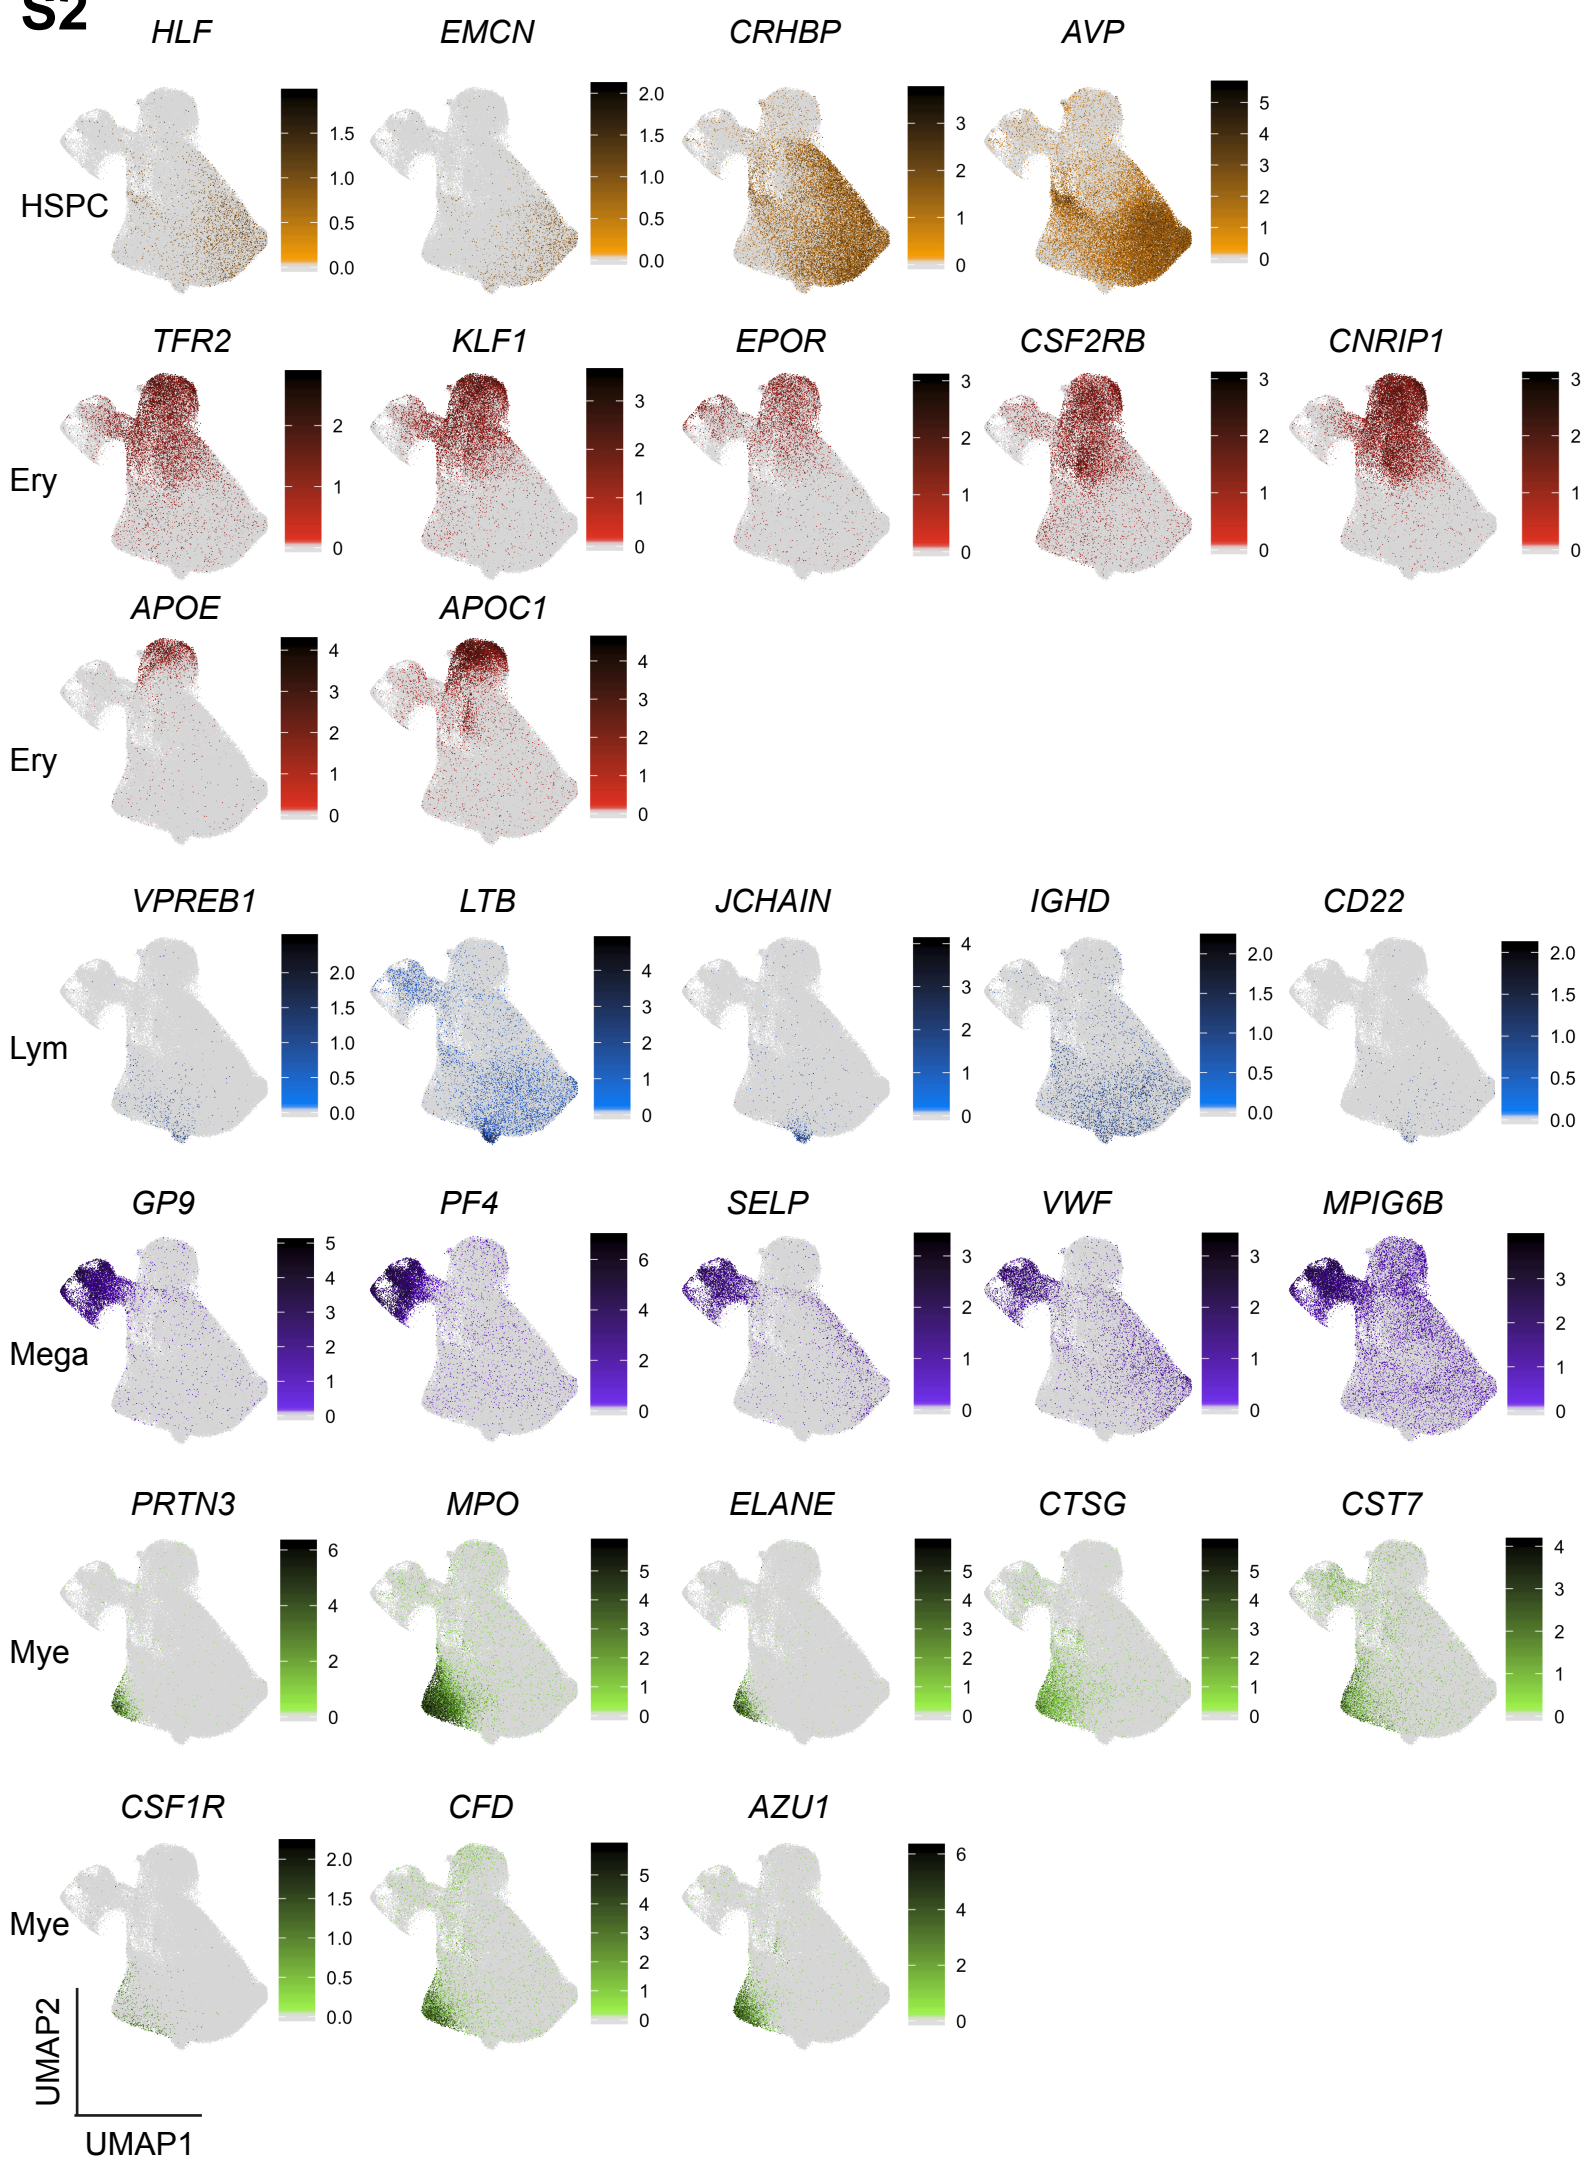 S2
HLF EMCN CRHBP AVP
HSPC
1.5 1.0 0.5 0.0
2.0 1.5 1.0 0.5 0.0
3 2 1 0
5 4 3 2 1 0
TFR2 KLF1 EPOR CSF2RB CNRIP1
Ery
2 1 0
3 2 1 0
3 2 1 0
3 2 1 0
3 2 1 0
APOE APOC1
Ery
4 3 2 1 0
4 3 2 1 0
VPREB1 LTB JCHAIN IGHD CD22
Lym
2.0 1.5 1.0 0.5 0.0
4 3 2 1 0
4 3 2 1 0
2.0 1.5 1.0 0.5 0.0
2.0 1.5 1.0 0.5 0.0
GP9 PF4 SELP VWF MPIG6B
Mega
5 4 3 2 1 0
6 4 2 0
3 2 1 0
3 2 1 0
3 2 1 0
PRTN3 MPO ELANE CTSG CST7
Mye
6 4 2 0
5 4 3 2 1 0
5 4 3 2 1 0
5 4 3 2 1 0
4 3 2 1 0
CSF1R CFD AZU1
Mye
2.0 1.5 1.0 0.5 0.0
5 4 3 2 1 0
6 4 2 0
UMAP2
UMAP1